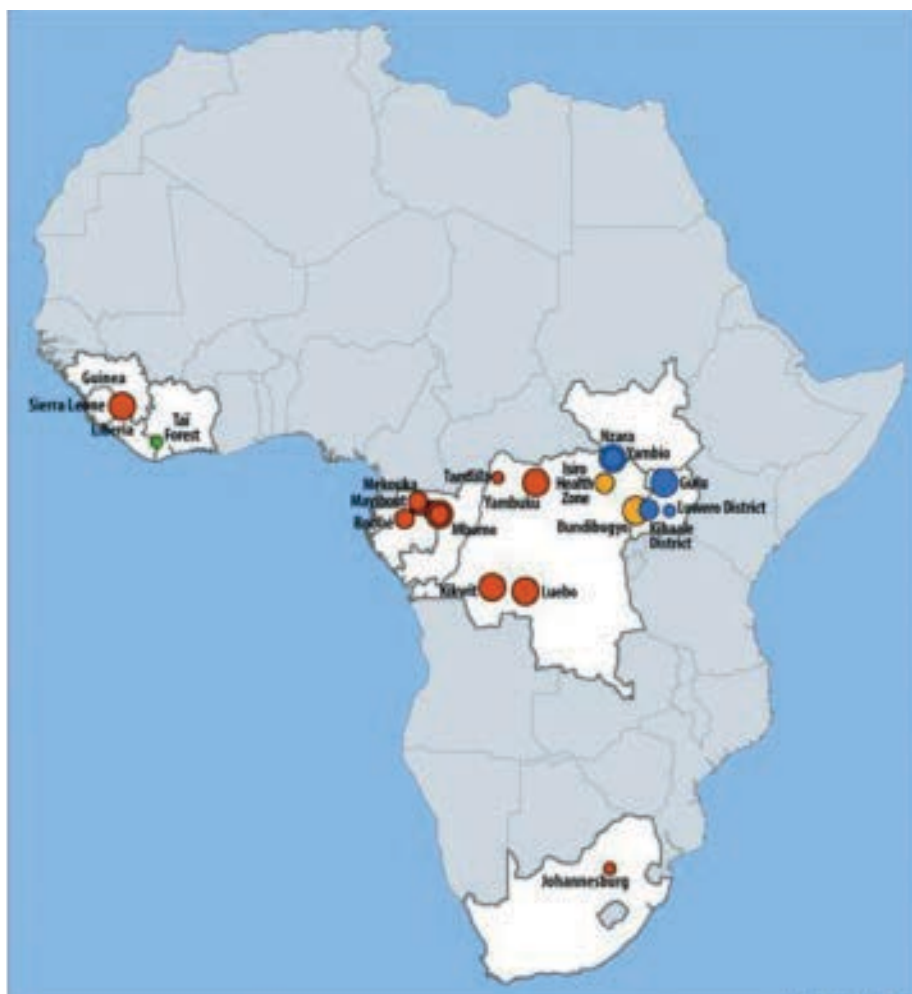 Guinea
Sierra Leone
Liberia
Tai
Forest
Nzara
Yambio
Tandala
Isiro
Health
Zone
Gulu
Mekouka
Mayibout
Yambuku
Booue
Mbomo
Bundibugyo
Luwero District
Kibaale
District
Kikwit
Luebo
Johannesburg